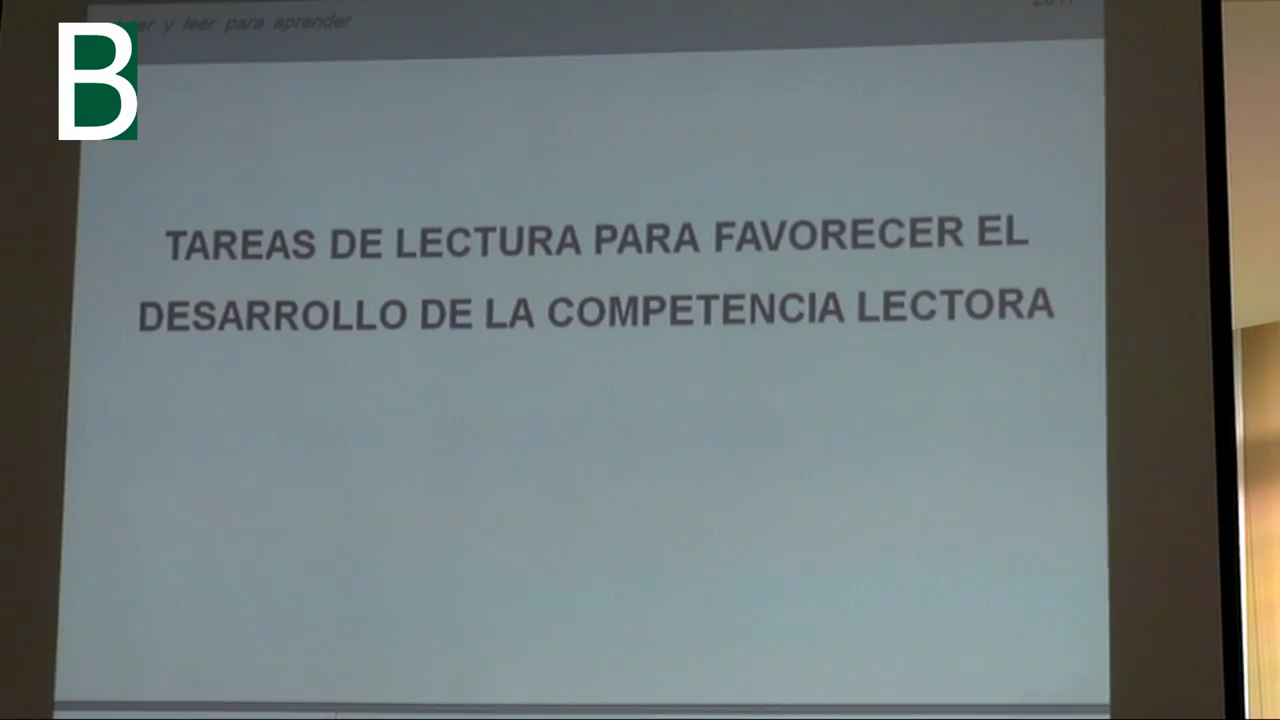 y leer para aprender
B
TAREAS DE LECTURA PARA FAVORECER EL
DESARROLLO DE LA COMPETENCIA LECTORA